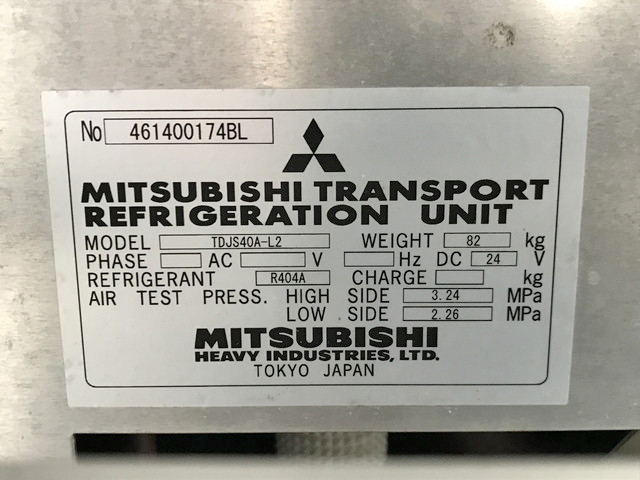 No 461400174BL
MITSUBISHI TRANSPORT
REFRIGERATION UNIT
MODEL TDJS40A-L2 WEIGHT 82 kg
PHASE AC V Hz DC 24 V
REFRIGERANT R404A CHARGE kg
AIR TEST PRESS. HIGH SIDE 3.24 MPa
LOW SIDE 2.26 MPa
MITSUBISHI
HEAVY INDUSTRIES, LTD.
TOKYO JAPAN